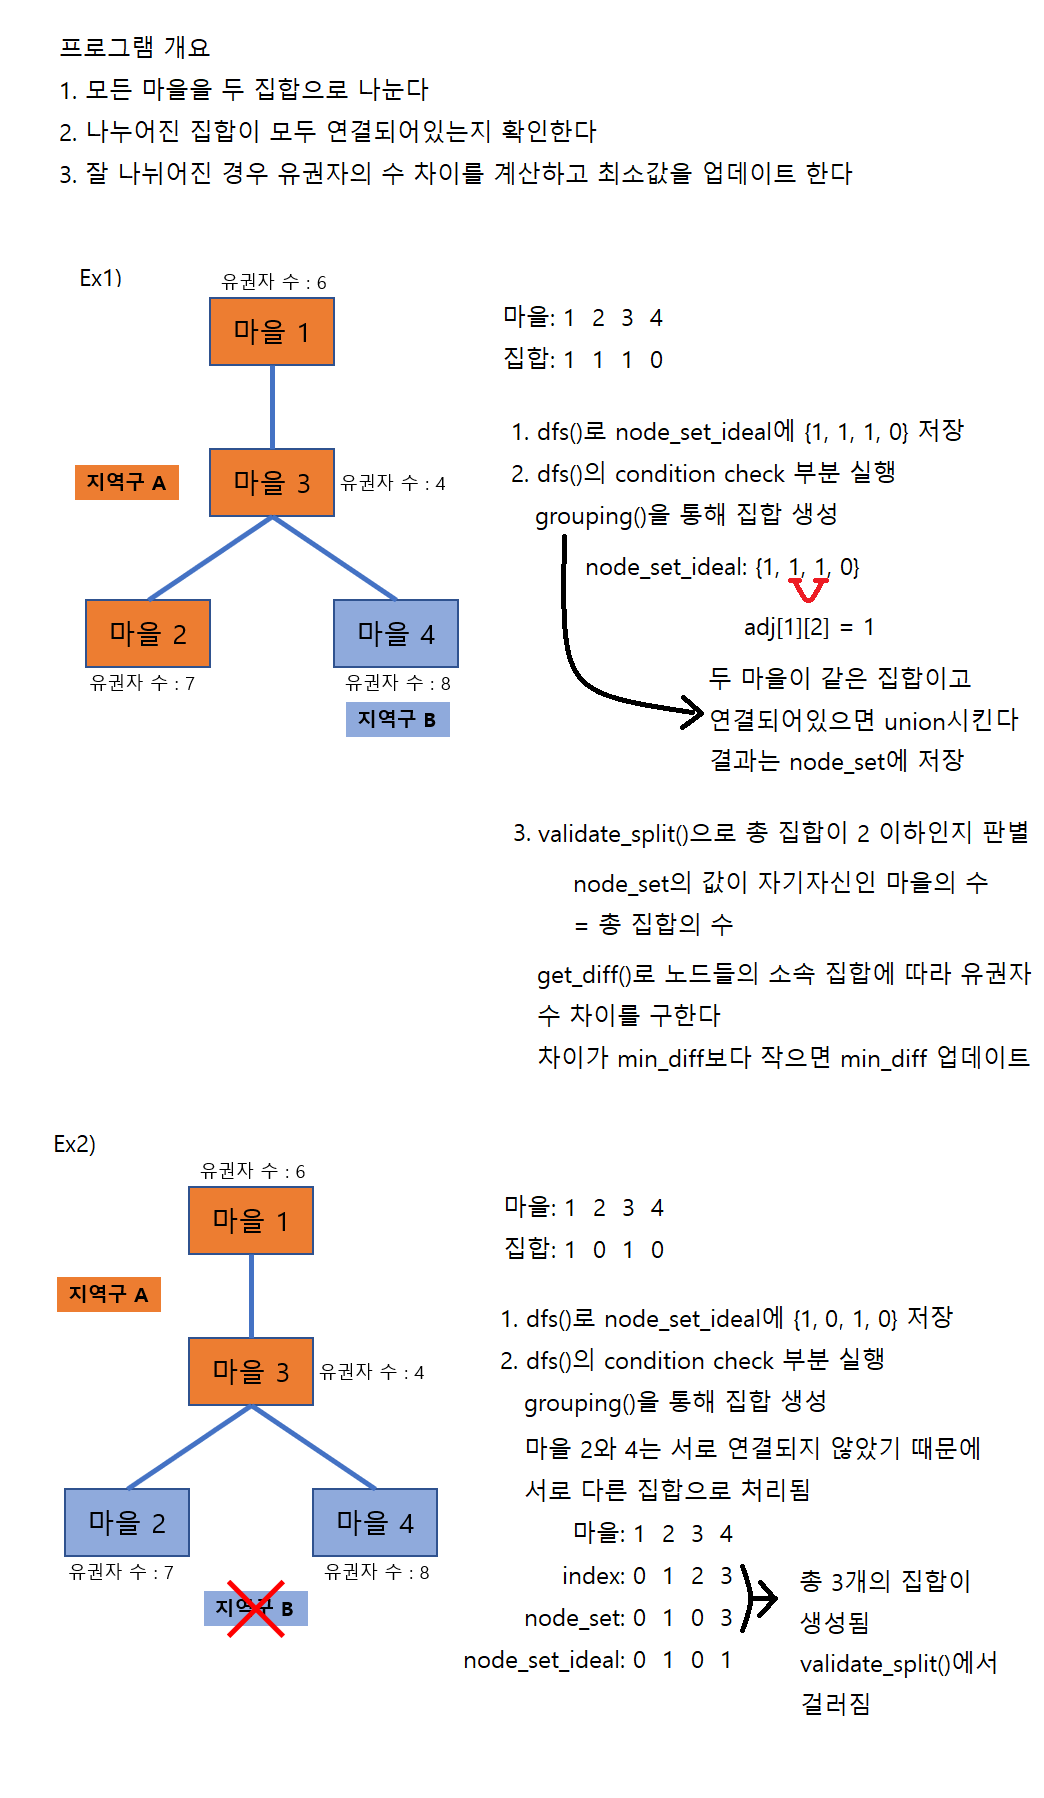 프로그램 개요
1. 모든 마을을 두 집합으로 나눈다
2. 나누어진 집합이 모두 연결되어있는지 확인한다
3. 잘 나뉘어진 경우 유권자의 수 차이를 계산하고 최소값을 업데이트 한다
Ex1)
유권자 수 : 6
마을 1
지역구 A
마을 3
유권자 수 : 4
마을 2
마을 4
유권자 수 : 7
유권자 수 : 8
지역구 B
마을: 1 2 3 4
집합: 1 1 1 0
1. dfs()로 node_set_ideal에 {1, 1, 1, 0} 저장
2. dfs()의 condition check 부분 실행
grouping()을 통해 집합 생성
node_set_ideal: {1, 1, 1, 0}
adj[1][2] = 1
두 마을이 같은 집합이고
연결되어있으면 union시킨다
결과는 node_set에 저장
3. validate_split()으로 총 집합이 2 이하인지 판별
node_set의 값이 자기자신인 마을의 수
= 총 집합의 수
get_diff()로 노드들의 소속 집합에 따라 유권자
수 차이를 구한다
차이가 min_diff보다 작으면 min_diff 업데이트
Ex2)
유권자 수 : 6
마을 1
지역구 A
마을 3
유권자 수 : 4
마을 2
마을 4
유권자 수 : 7
유권자 수 : 8
지역구 B
마을: 1 2 3 4
집합: 1 0 1 0
1. dfs()로 node_set_ideal에 {1, 0, 1, 0} 저장
2. dfs()의 condition check 부분 실행
grouping()을 통해 집합 생성
마을 2와 4는 서로 연결되지 않았기 때문에
서로 다른 집합으로 처리됨
마을: 1 2 3 4
index: 0 1 2 3
node_set: 0 1 0 3
node_set_ideal: 0 1 0 1
총 3개의 집합이
생성됨
validate_split()에서
걸러짐